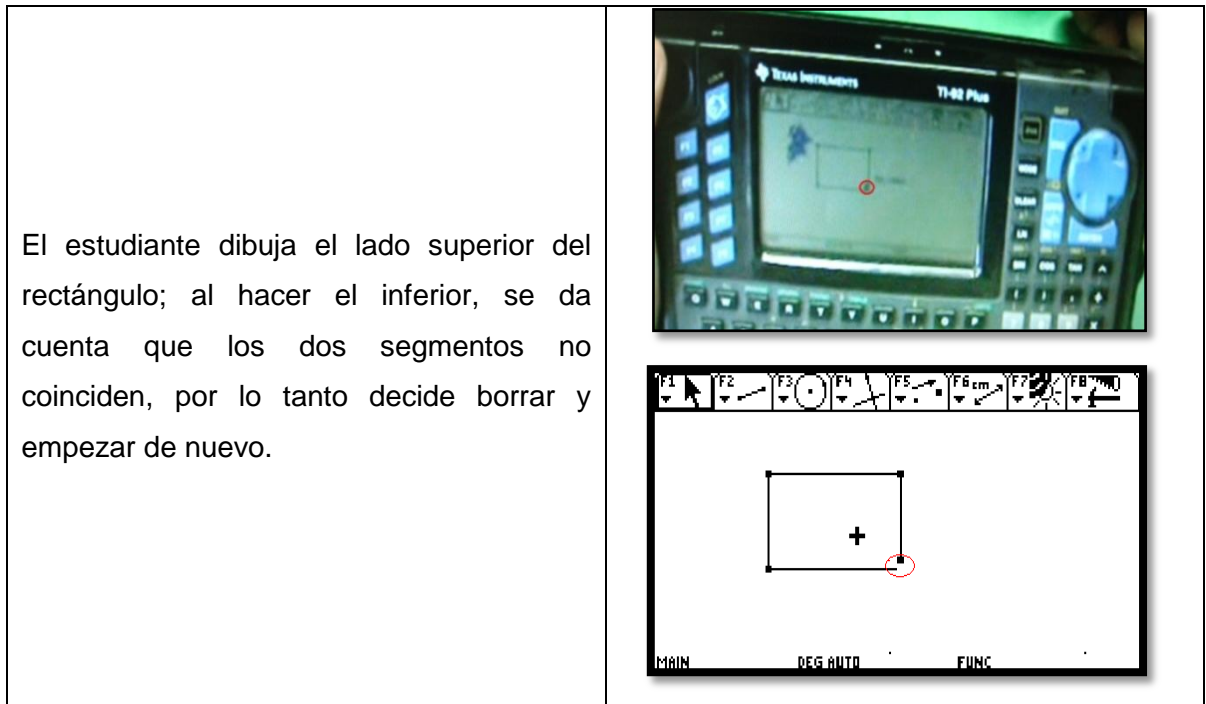 El estudiante dibuja el lado superior del
rectángulo; al hacer el inferior, se da
cuenta que los dos segmentos no
coinciden, por lo tanto decide borrar y
empezar de nuevo.
TEXAS INSTRUMENTS TI-92 Plus
Q W E R T Y U I O P
F1 F2 F3 F4 F5 F6 cm F7 F8
MAIN DEG AUTO FUNC